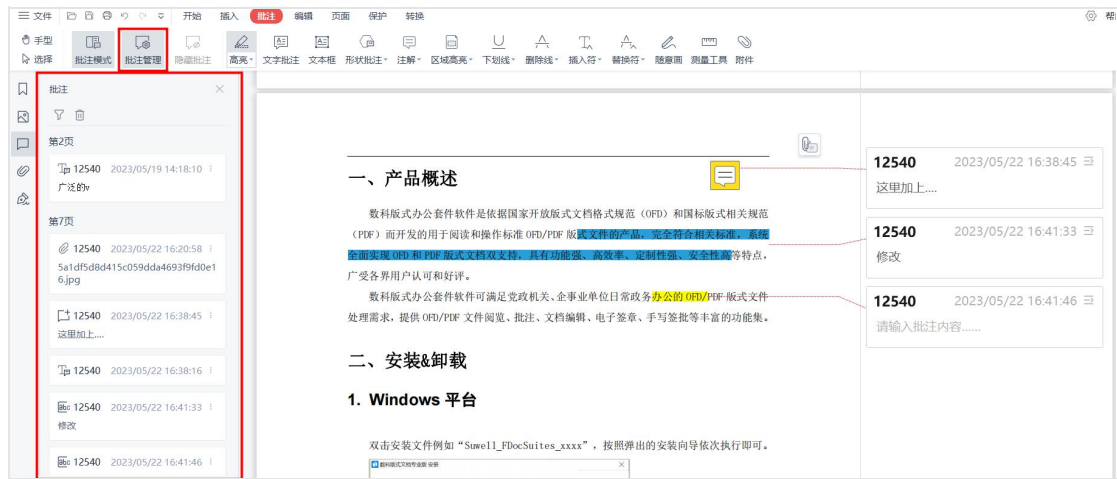 文件 开始 插入 批注 编辑 页面 保护 转换
手型
选择
批注模式 批注管理 隐藏批注 高亮 文字批注 文本框 形状批注 注解 区域高亮 下划线 删除线 插入符 替换符 随意画 测量工具 附件
批注
第2页
12540 2023/05/19 14:18:10
广泛的v
第7页
12540 2023/05/22 16:20:58
5a1df5d8d415c059dda4693f9fd0e1
6.jpg
12540 2023/05/22 16:38:45
这里加上....
12540 2023/05/22 16:38:16
12540 2023/05/22 16:41:33
修改
12540 2023/05/22 16:41:46
一、产品概述
数科版式办公套件软件是依据国家开放版式文档格式规范（OFD）和国标版式相关规范
（PDF）而开发的用于阅读和操作标准 OFD/PDF 版式文件的产品，完全符合相关标准，系统
全面实现 OFD 和 PDF 版式文档双支持，具有功能强、高效率、定制性强、安全性高等特点，
广受各界用户认可和好评。
数科版式办公套件软件可满足党政机关、企事业单位日常政务办公的 OFD/PDF 版式文件
处理需求，提供 OFD/PDF 文件阅览、批注、文档编辑、电子签章、手写签批等丰富的功能集。
二、安装&卸载
1. Windows 平台
双击安装文件例如“Suwell_FDocSuites_xxxx”，按照弹出的安装向导依次执行即可。
数科版式文档专业版 安装
12540 2023/05/22 16:38:45
这里加上....
12540 2023/05/22 16:41:33
修改
12540 2023/05/22 16:41:46
请输入批注内容......